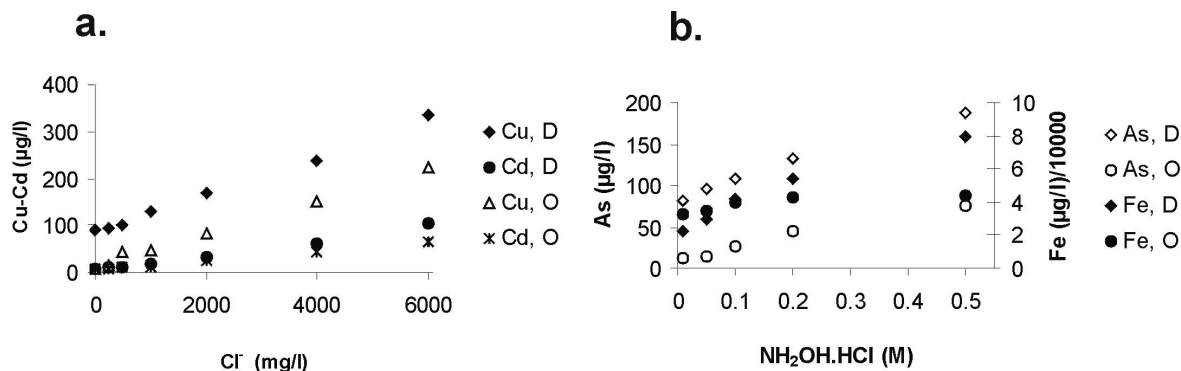 a.
400
300
200
100
0
Cu-Cd (µg/l)
0 2000 4000 6000
Cl⁻ (mg/l)
Cu, D
Cd, D
Cu, O
Cd, O
b.
200
150
100
50
0
As (µg/l)
10
8
6
4
2
0
Fe (µg/l)/10000
0 0.1 0.2 0.3 0.4 0.5
NH₂OH.HCl (M)
As, D
As, O
Fe, D
Fe, O